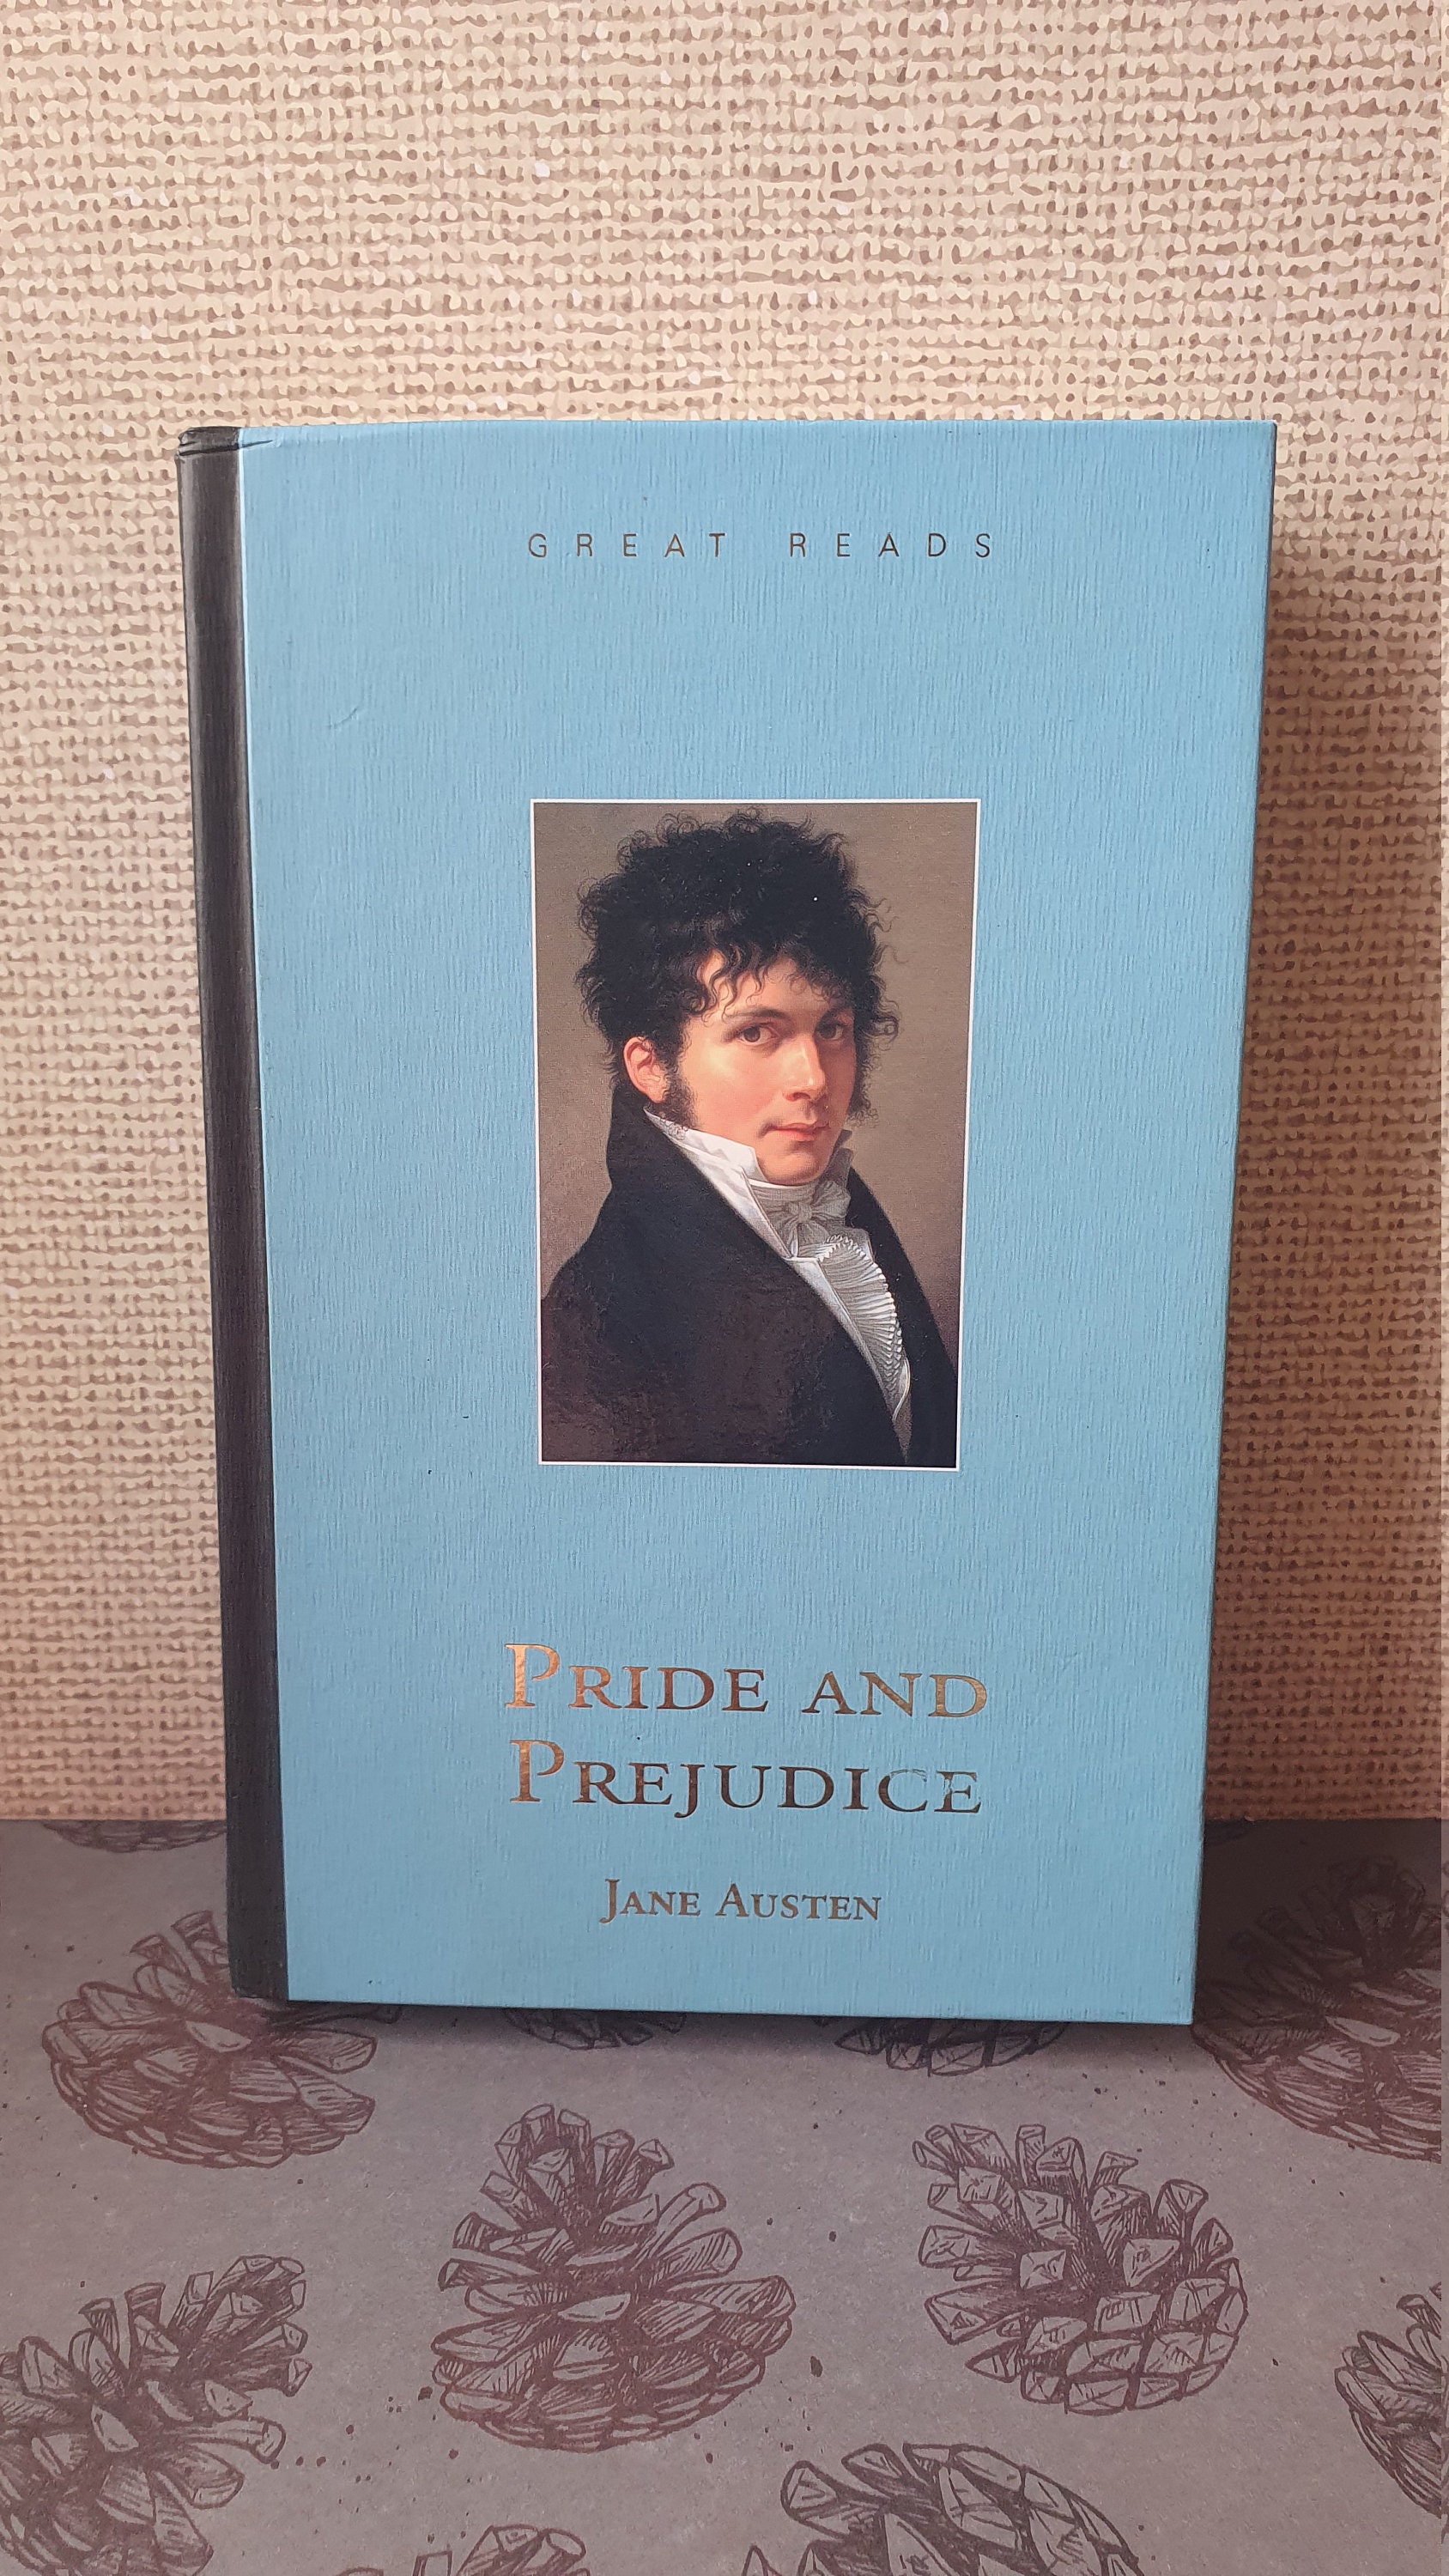 GREAT READS
PRIDE AND
PREJUDICE
JANE AUSTEN